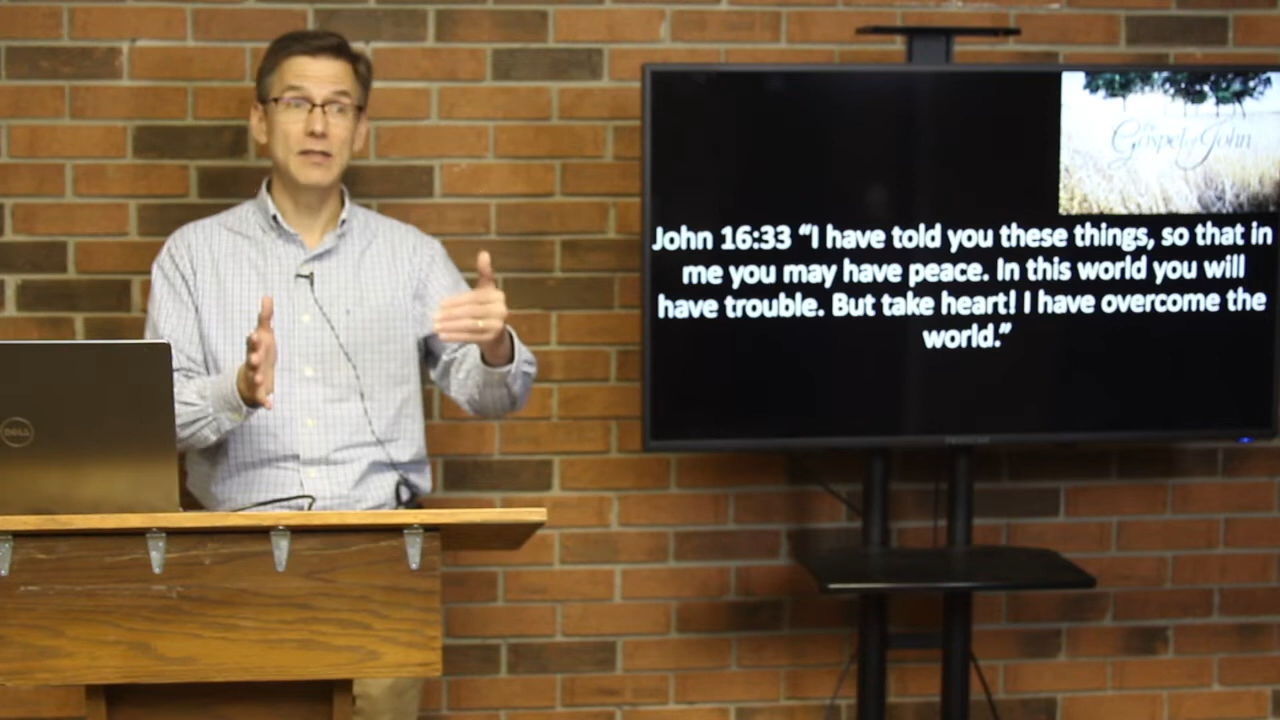 the
Gospel of John
John 16:33 “I have told you these things, so that in
me you may have peace. In this world you will
have trouble. But take heart! I have overcome the
world.”
DELL